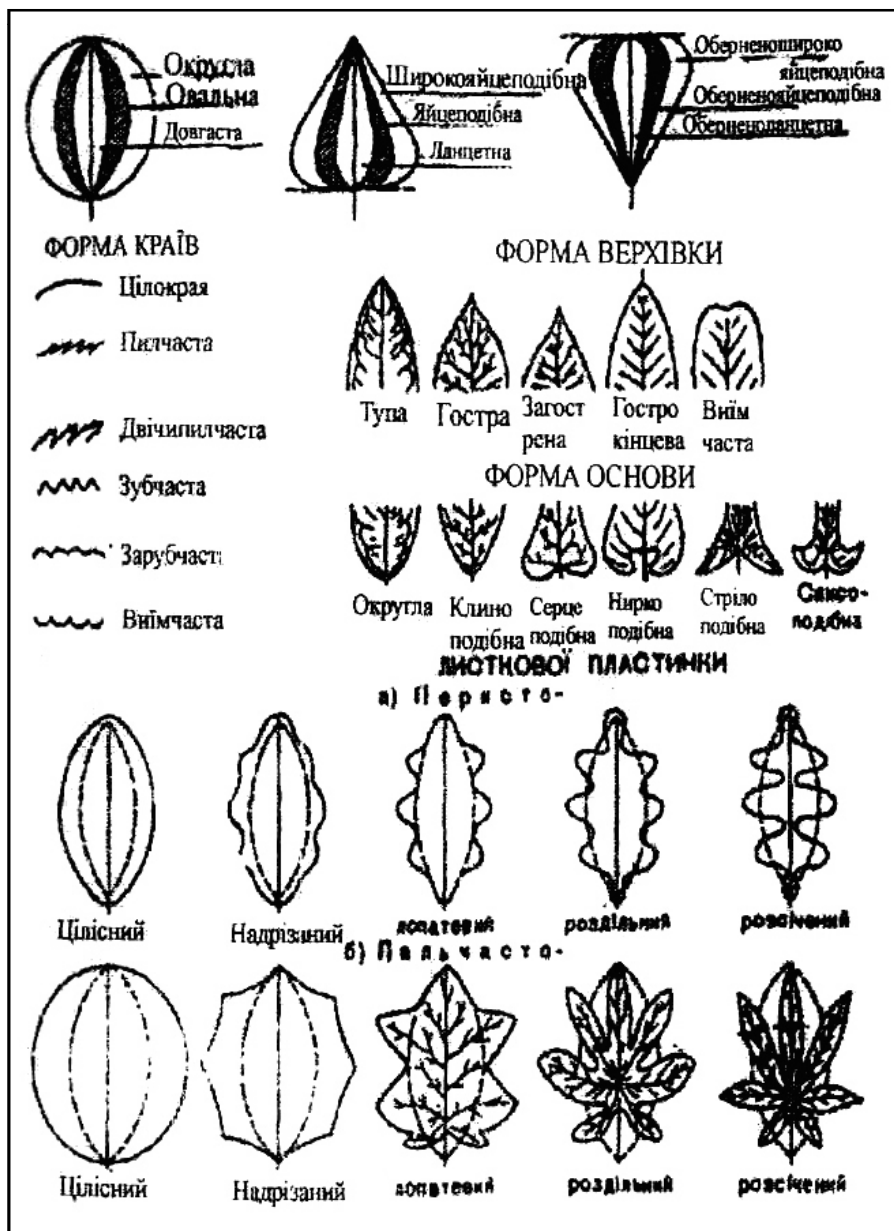 Округла
Овальна
Довгаста
Широкояйцеподібна
Яйцеподібна
Ланцетна
Оберненошироко
яйцеподібна
Оберненояйцеподібна
Оберненоланцетна
ФОРМА КРАЇВ
Цілокрая
Пилчаста
Двічипилчаста
Зубчаста
Зарубчаста
Виїмчаста
ФОРМА ВЕРХІВКИ
Тупа
Гостра
Загост
рена
Гостро
кінцева
Виїм
часта
ФОРМА ОСНОВИ
Округла
Клино
подібна
Серце
подібна
Нирко
подібна
Стріло
подібна
Списо-
подібна
ЛИСТКОВОЇ ПЛАСТИНКИ
а) Перисто-
Цілісний
Надрізаний
лопатевий
роздільний
розсічений
б) Пальчасто-
Цілісний
Надрізаний
лопатевий
роздільний
розсічений